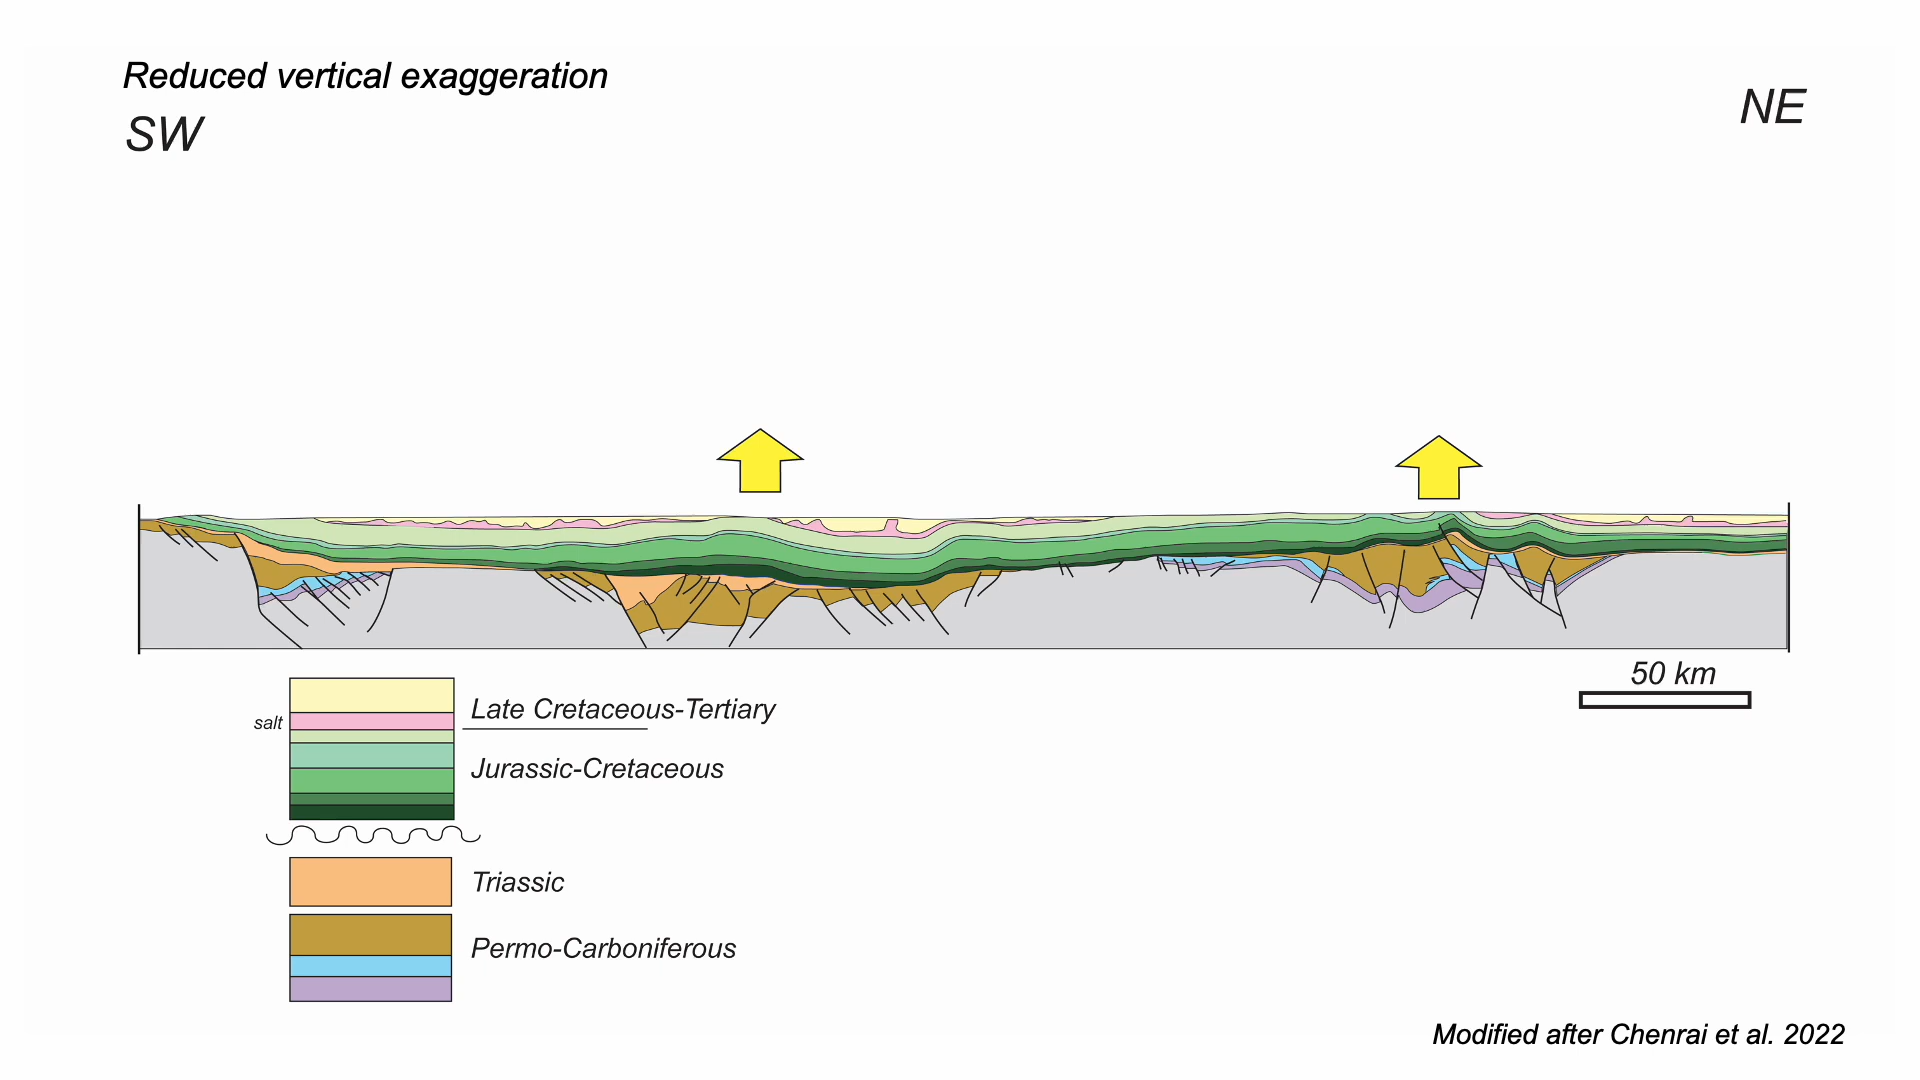 Reduced vertical exaggeration
SW
NE
50 km
salt
Late Cretaceous-Tertiary
Jurassic-Cretaceous
Triassic
Permo-Carboniferous
Modified after Chenrai et al. 2022